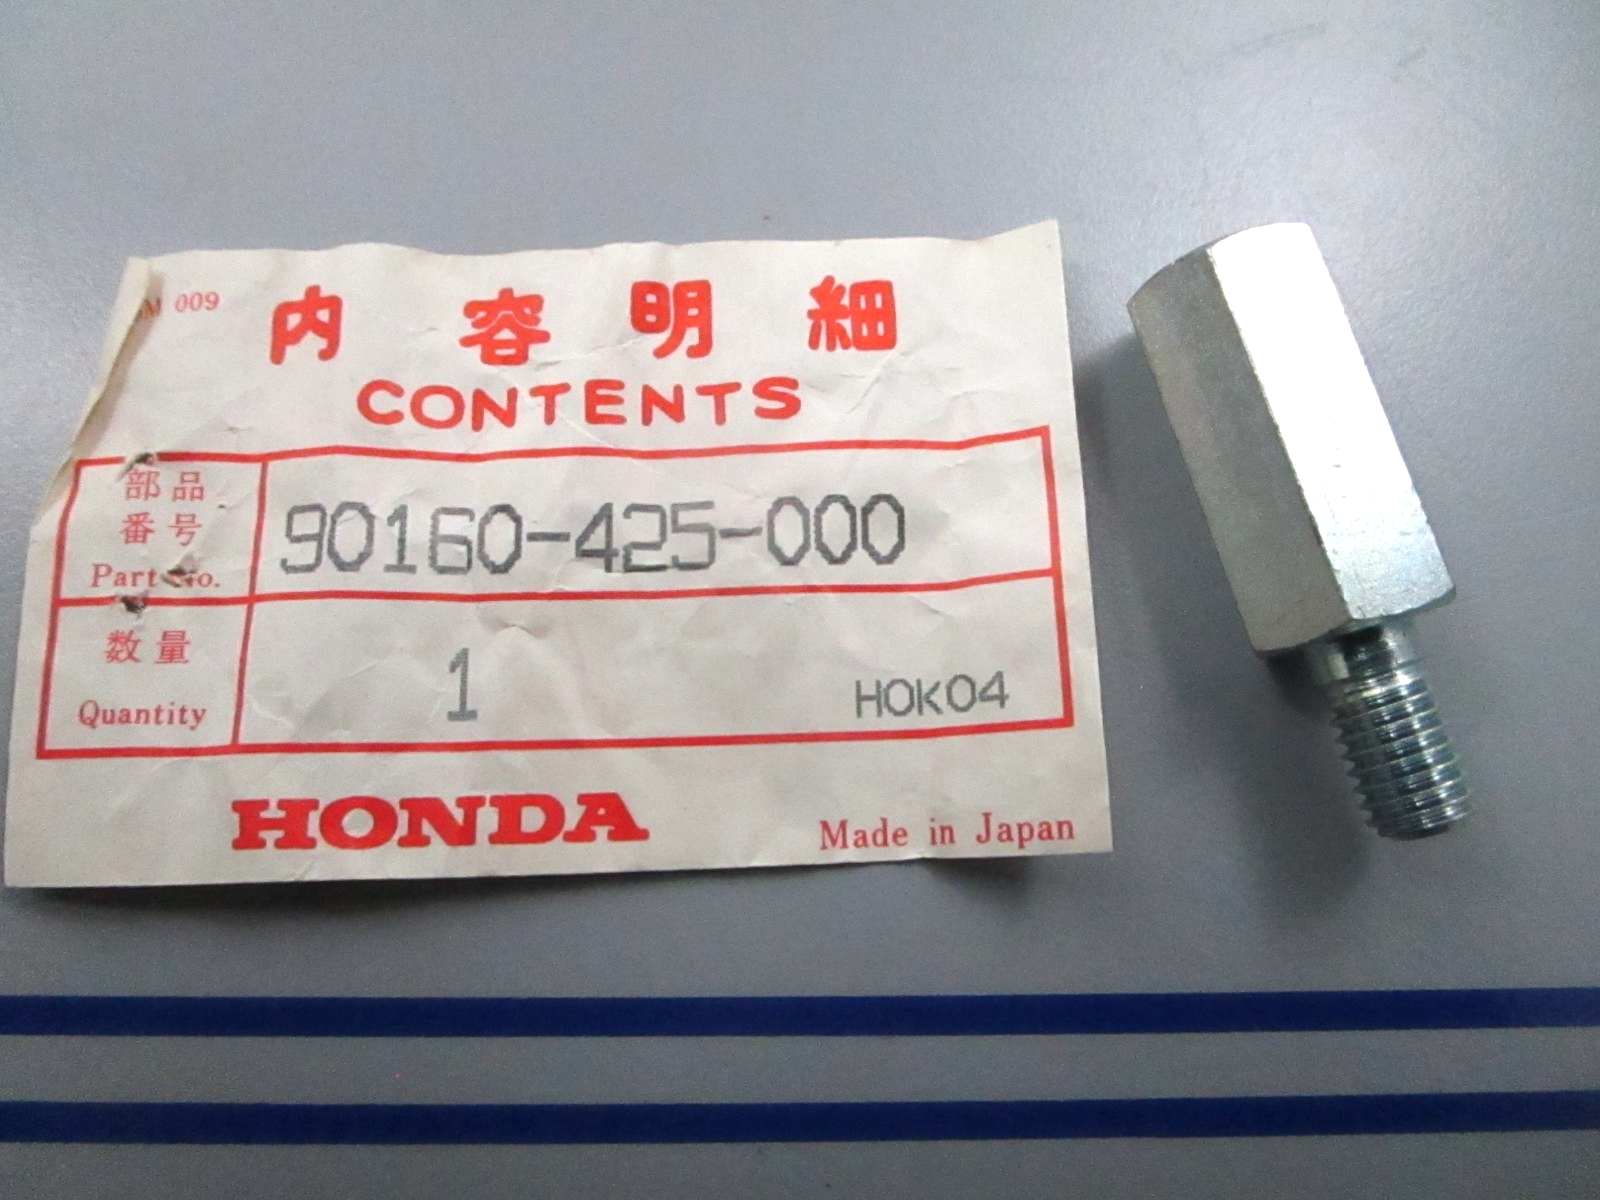 009
内容明細
CONTENTS
部品
番号
Part No.
90160-425-000
数量
Quantity
1
HOK04
HONDA
Made in Japan